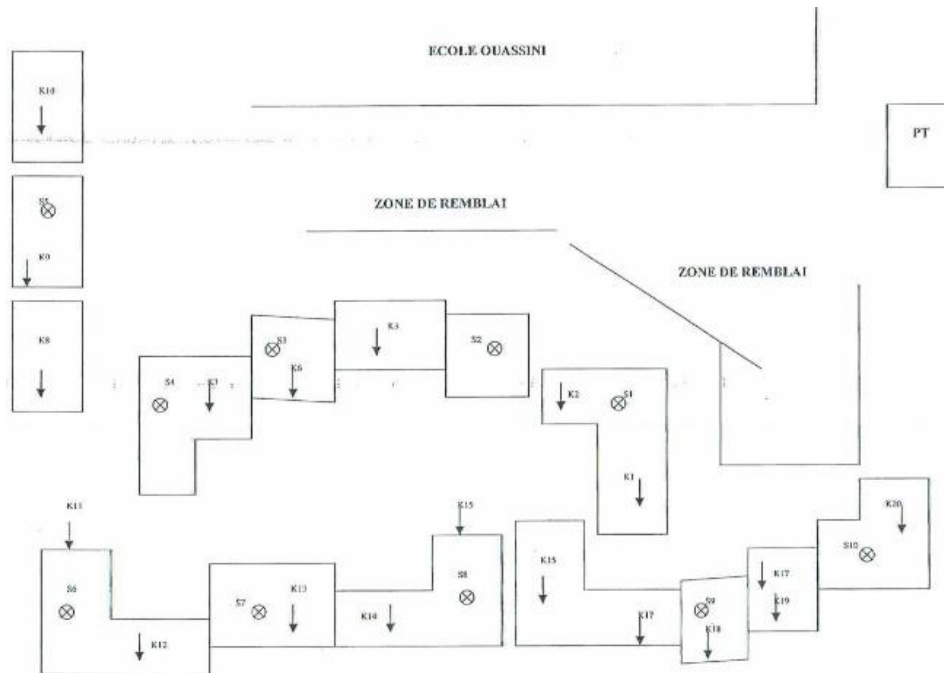 ECOLE OUASSINI
K10
PT
S5
ZONE DE REMBLAI
K9
ZONE DE REMBLAI
K8
S3
K3
S2
K6
S4
K7
K2
S1
K1
K11
K15
K20
S10
S6
S7
K13
S8
K15
K17
K14
S9
K19
K12
K17
K18